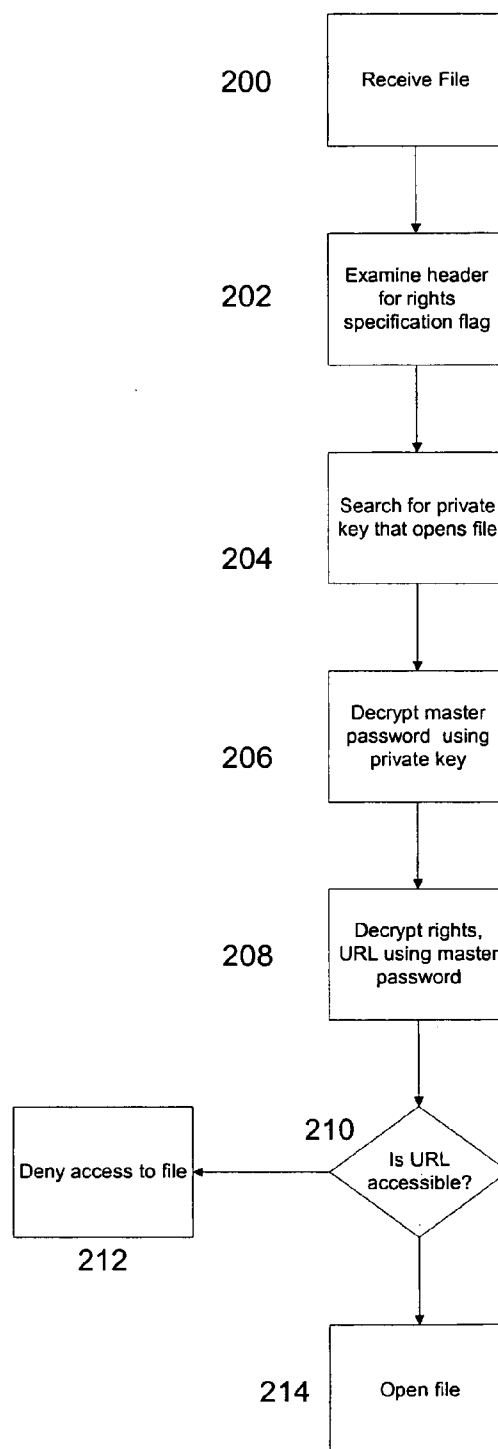 200
Receive File
202
Examine header
for rights
specification flag
204
Search for private
key that opens file
206
Decrypt master
password using
private key
208
Decrypt rights,
URL using master
password
210
Is URL
accessible?
Deny access to file
212
214
Open file